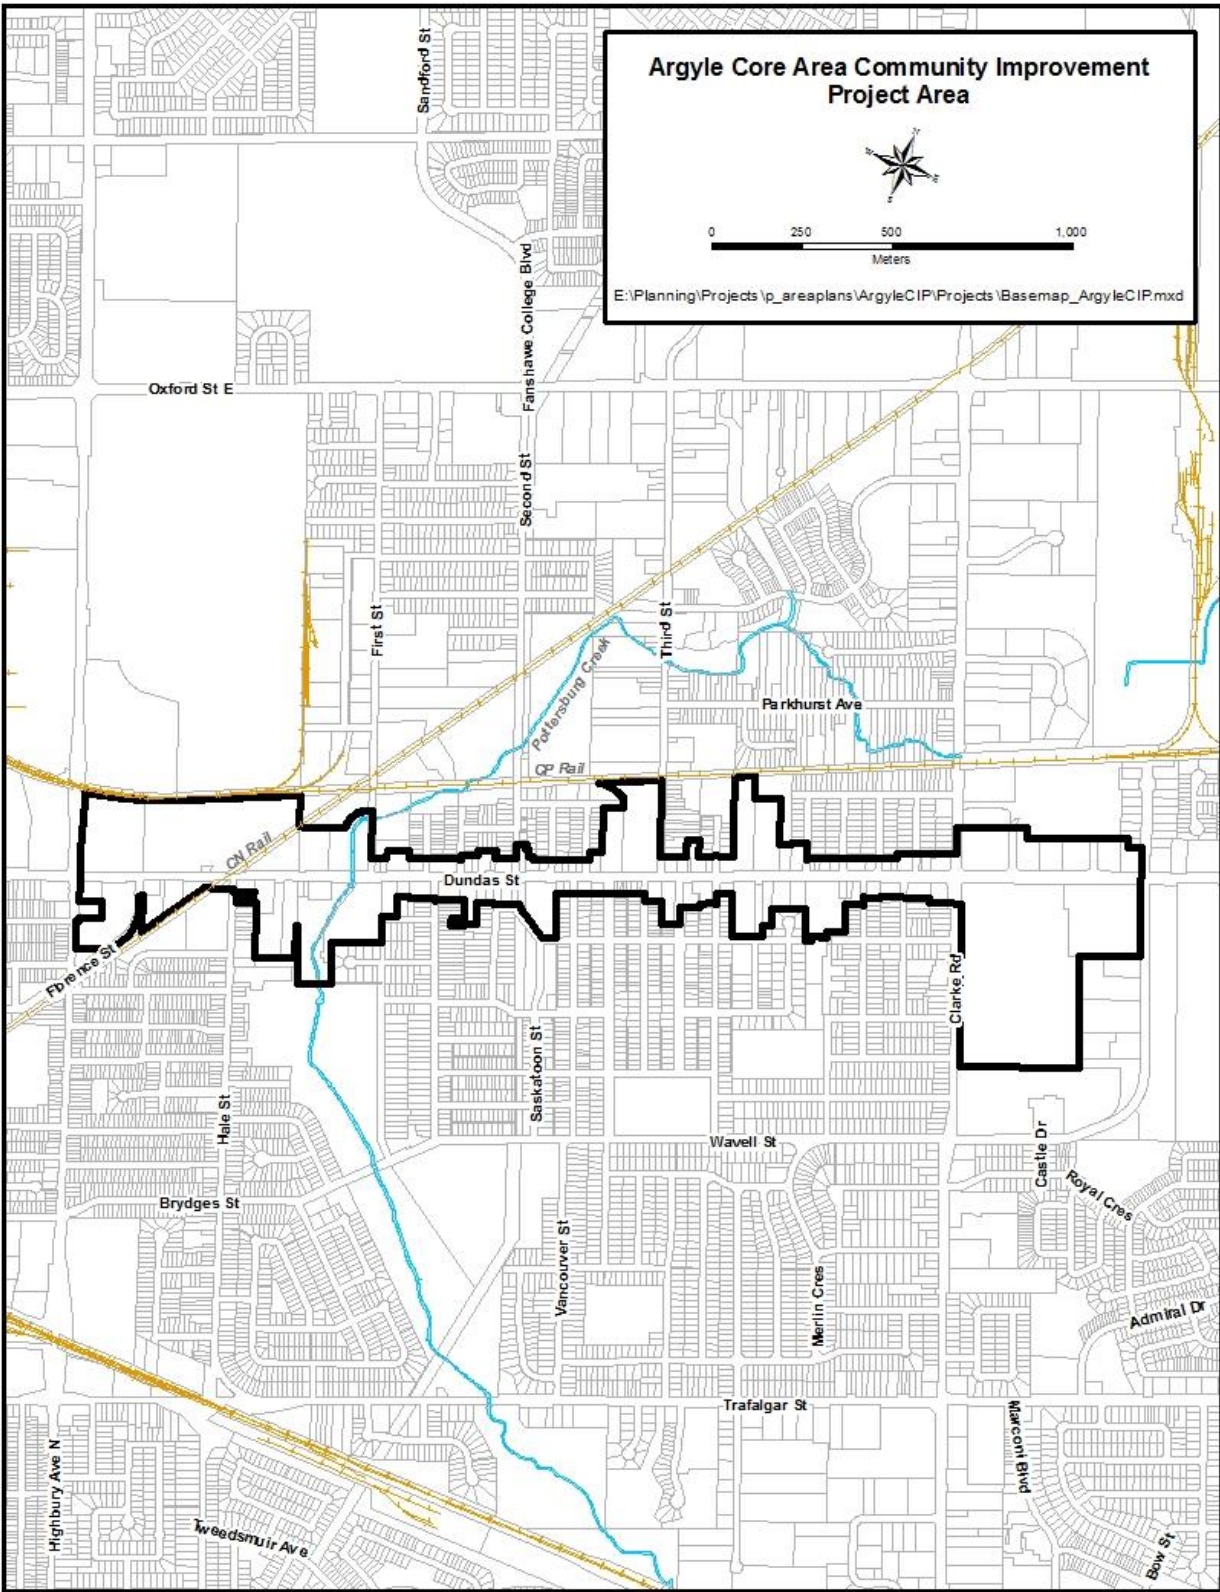 Sandford St
Argyle Core Area Community Improvement
Project Area
N
W
E
S
0 250 500 1,000
Meters
E:\Planning\Projects\p_areaplans\ArgyleCIP\Projects\Basemap_ArgyleCIP.mxd
Fanshawe College Blvd
Oxford St E
Second St
First St
Third St
Pottersburg Creek
Parkhurst Ave
CP Rail
CN Rail
Dundas St
Florence St
Clarke Rd
Saskatoon St
Hale St
Wavell St
Castle Dr
Royal Cres
Brydges St
Vancouver St
Merlin Cres
Admiral Dr
Trafalgar St
Marconi Blvd
Highbury Ave N
Tweedsmuir Ave
Bow St